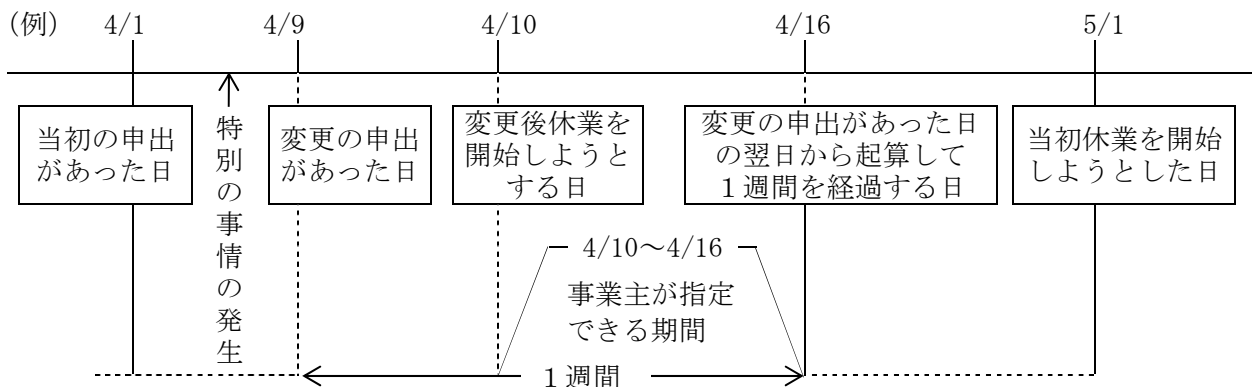 (例) 4/1 4/9 4/10 4/16 5/1
当初の申出
があった日
特別の事情の発生
変更の申出
があった日
変更後休業を
開始しようと
する日
変更の申出があった日
の翌日から起算して
１週間を経過する日
当初休業を開始
しようとした日
4/10～4/16
事業主が指定
できる期間
１週間